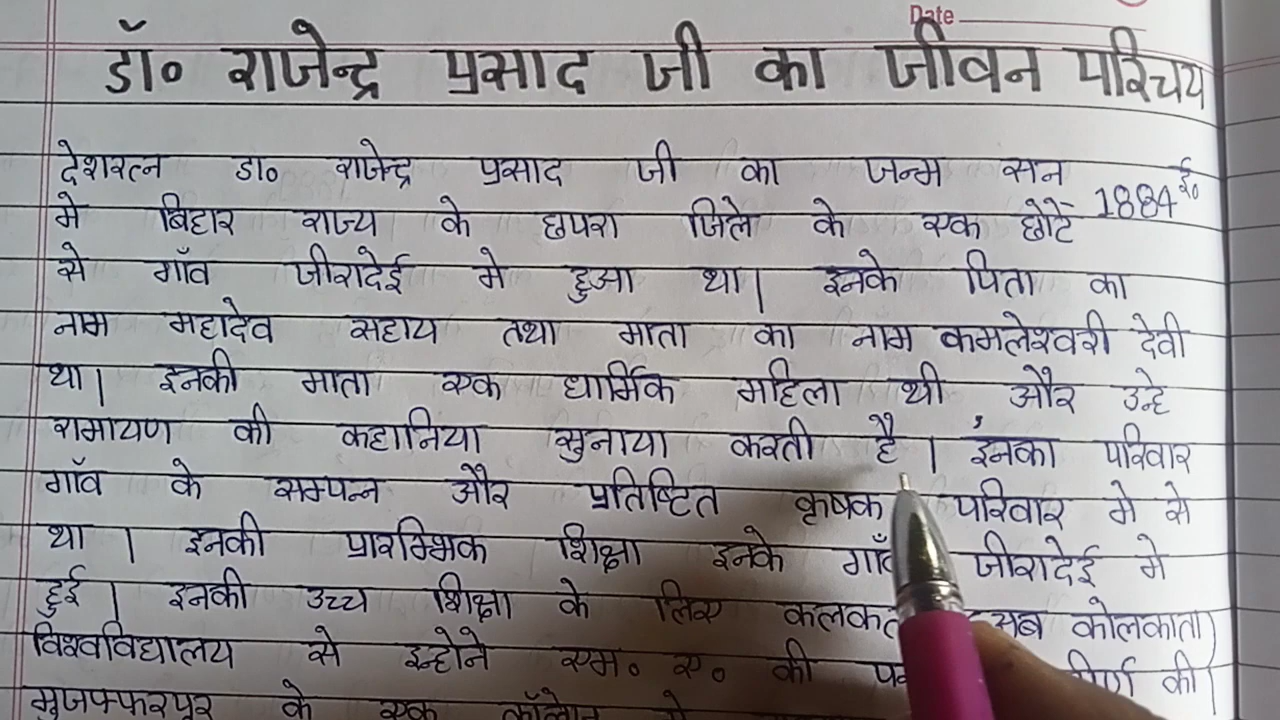 Date
डॉ० राजेन्द्र प्रसाद जी का जीवन परिचय
देशरत्न डा० राजेन्द्र प्रसाद जी का जन्म सन 1884 ई०
मे बिहार राज्य के छपरा जिले के एक छोटे
से गाँव जीरादेई मे हुआ था। इनके पिता का
नाम महादेव सहाय तथा माता का नाम कमलेश्वरी देवी
था। इनकी माता एक धार्मिक महिला थी और उन्हे
रामायण की कहानिया सुनाया करती है। इनका परिवार
गाँव के सम्पन्न और प्रतिष्टित कृषक परिवार मे से
था। इनकी प्रारम्भिक शिक्षा इनके जीरादेई मे
हुई। इनकी उच्च शिक्षा के लिए कोलकाता)
विश्वविद्यालय से इन्होने एम० ए० की की।
मुजफ्फरपुर के एक